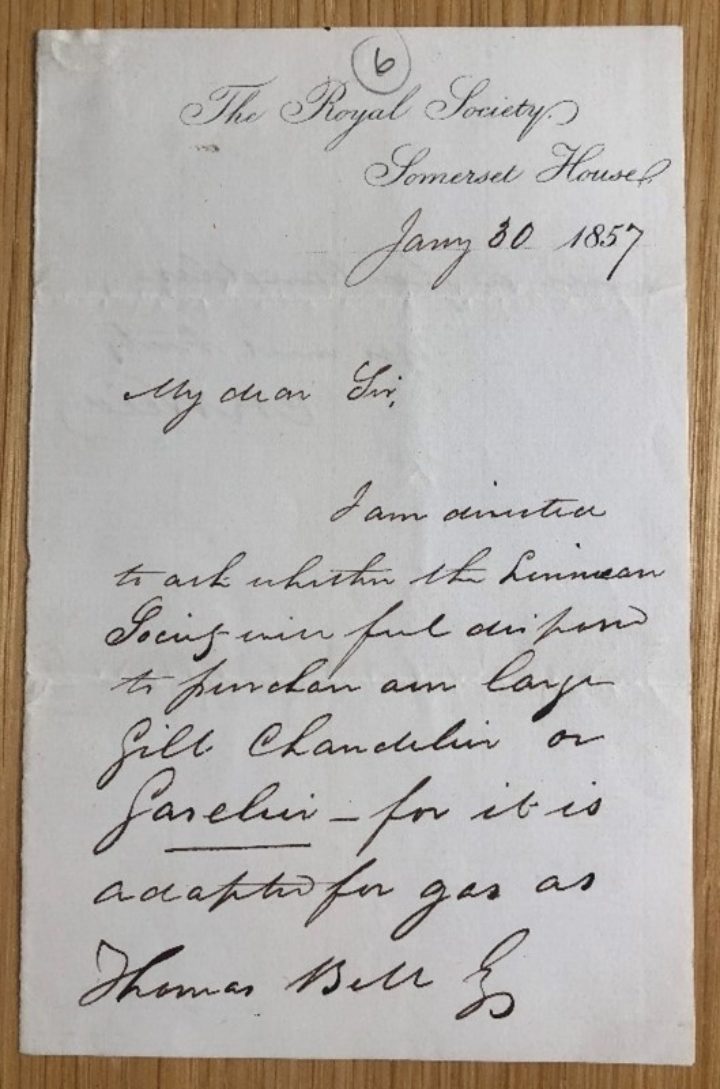 6
The Royal Society.
Somerset House.
Jany 30 1857
My dear Sir,
I am directed
to ask whether the Linnean
Society will feel disposed
to purchase our large
Gilt Chandelier or
Gaselier – for it is
adapted for gas as
Thomas Bell Esq